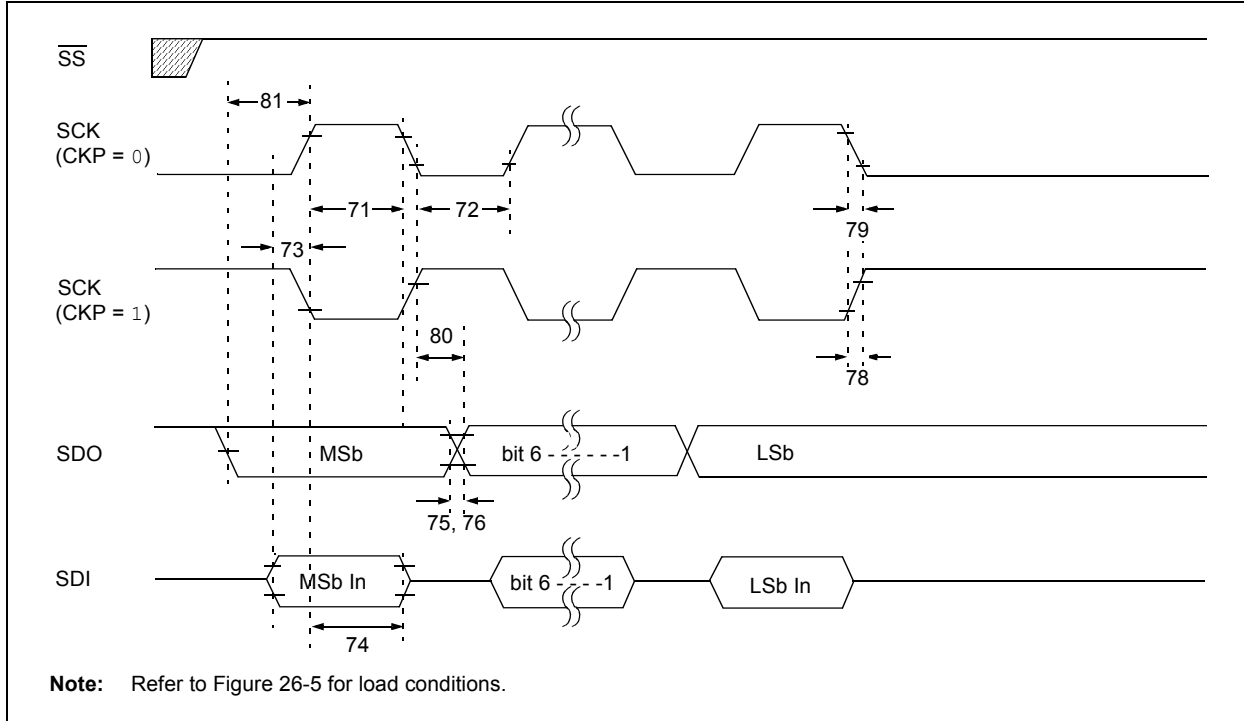 SS
81
SCK
(CKP = 0)
71
72
79
73
SCK
(CKP = 1)
80
78
SDO
MSb
bit 6 - - - - - -1
LSb
75, 76
SDI
MSb In
bit 6 - - - - -1
LSb In
74
Note: Refer to Figure 26-5 for load conditions.